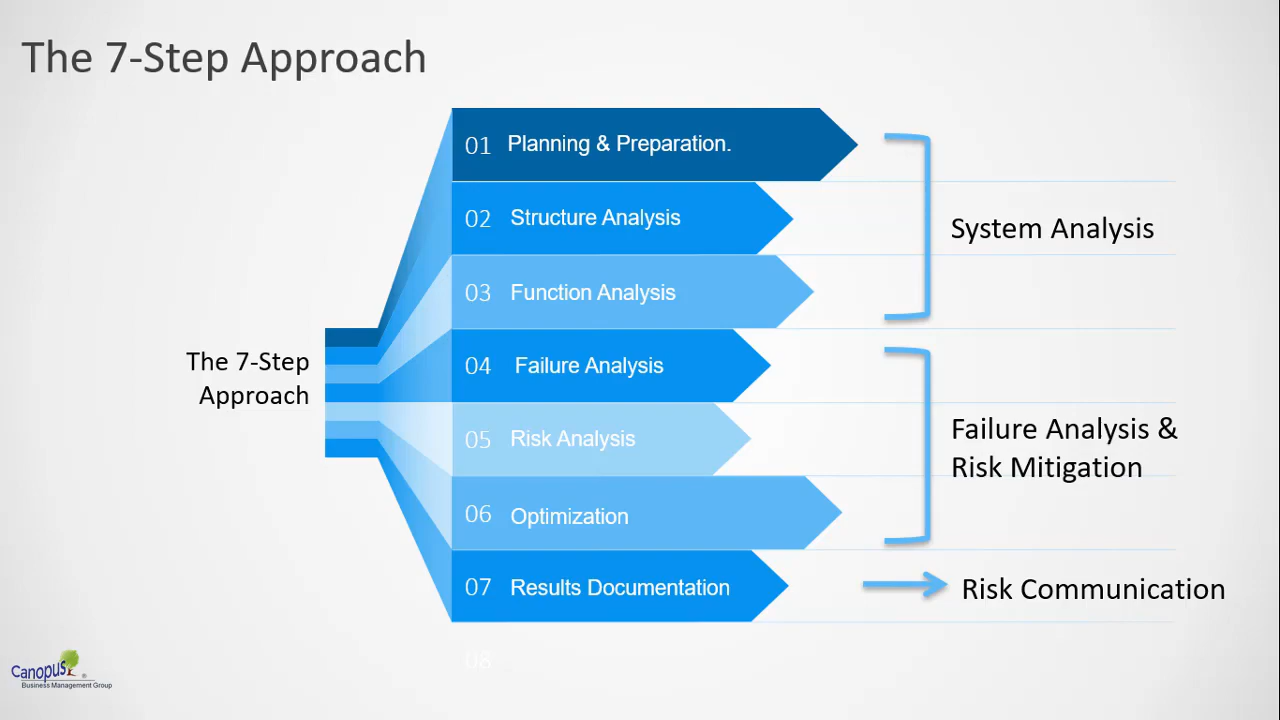 The 7-Step Approach
01 Planning & Preparation.
02 Structure Analysis
03 Function Analysis
04 Failure Analysis
05 Risk Analysis
06 Optimization
07 Results Documentation
08
The 7-Step
Approach
System Analysis
Failure Analysis &
Risk Mitigation
Risk Communication
Canopus ®
Business Management Group